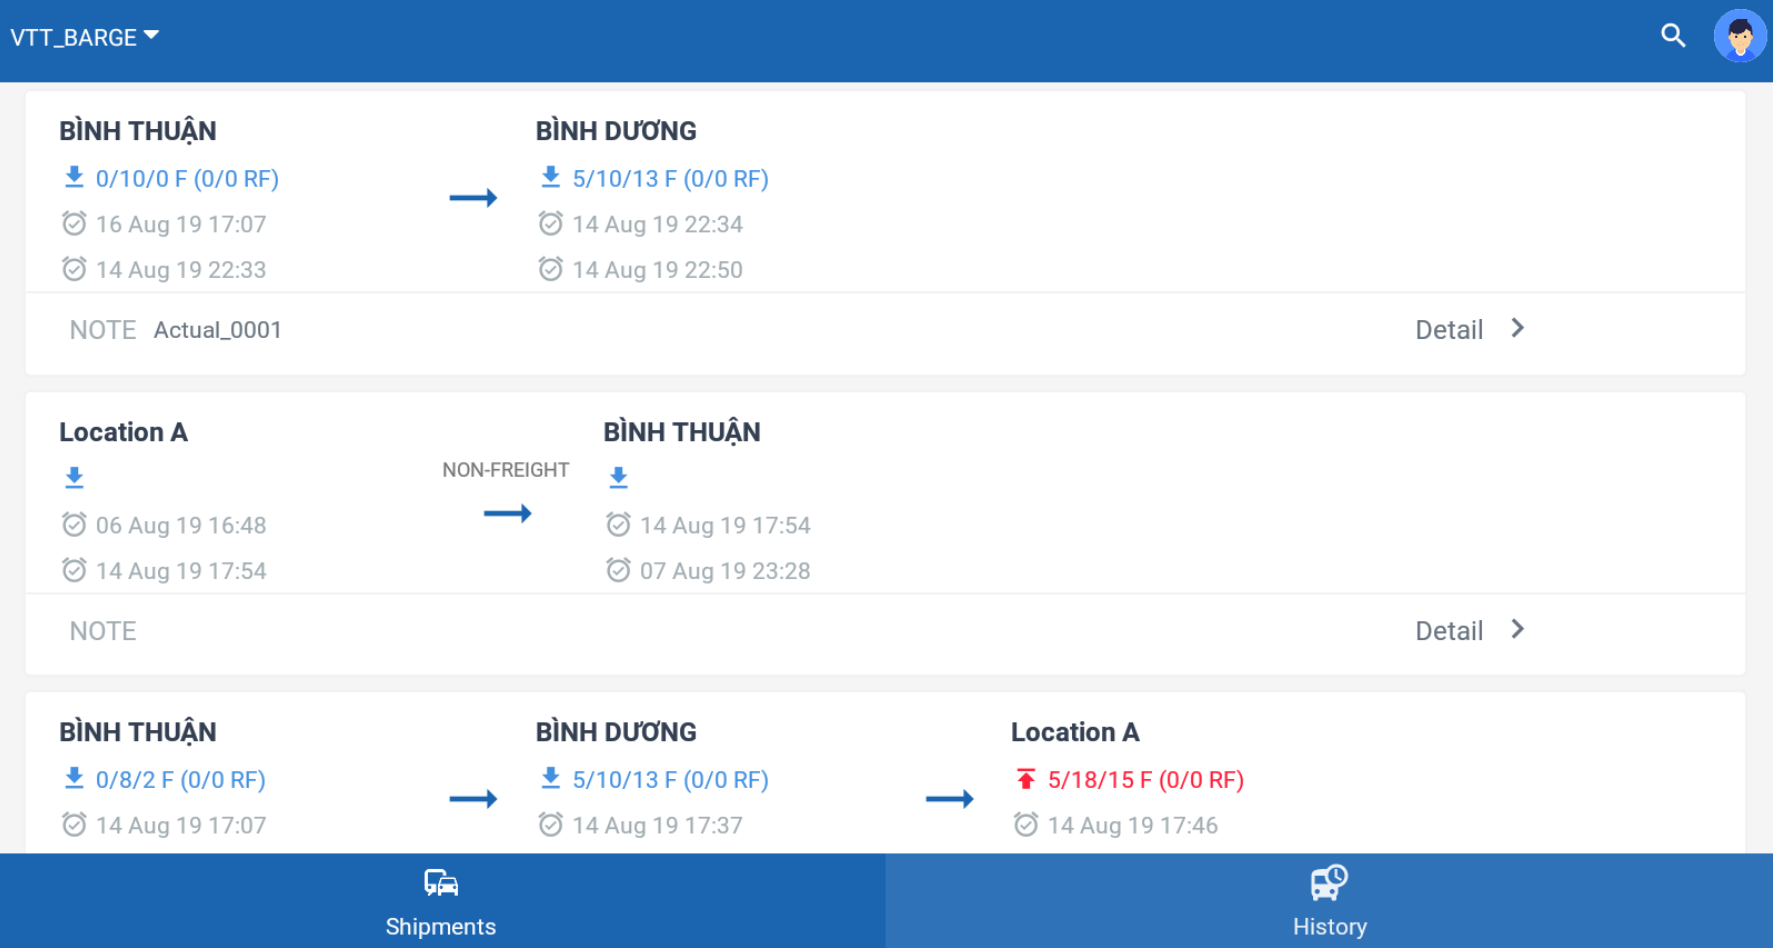 VTT_BARGE
BÌNH THUẬN
0/10/0 F (0/0 RF)
16 Aug 19 17:07
14 Aug 19 22:33
BÌNH DƯƠNG
5/10/13 F (0/0 RF)
14 Aug 19 22:34
14 Aug 19 22:50
NOTE Actual_0001
Detail
Location A
06 Aug 19 16:48
14 Aug 19 17:54
NON-FREIGHT
BÌNH THUẬN
14 Aug 19 17:54
07 Aug 19 23:28
NOTE
Detail
BÌNH THUẬN
0/8/2 F (0/0 RF)
14 Aug 19 17:07
BÌNH DƯƠNG
5/10/13 F (0/0 RF)
14 Aug 19 17:37
Location A
5/18/15 F (0/0 RF)
14 Aug 19 17:46
Shipments
History